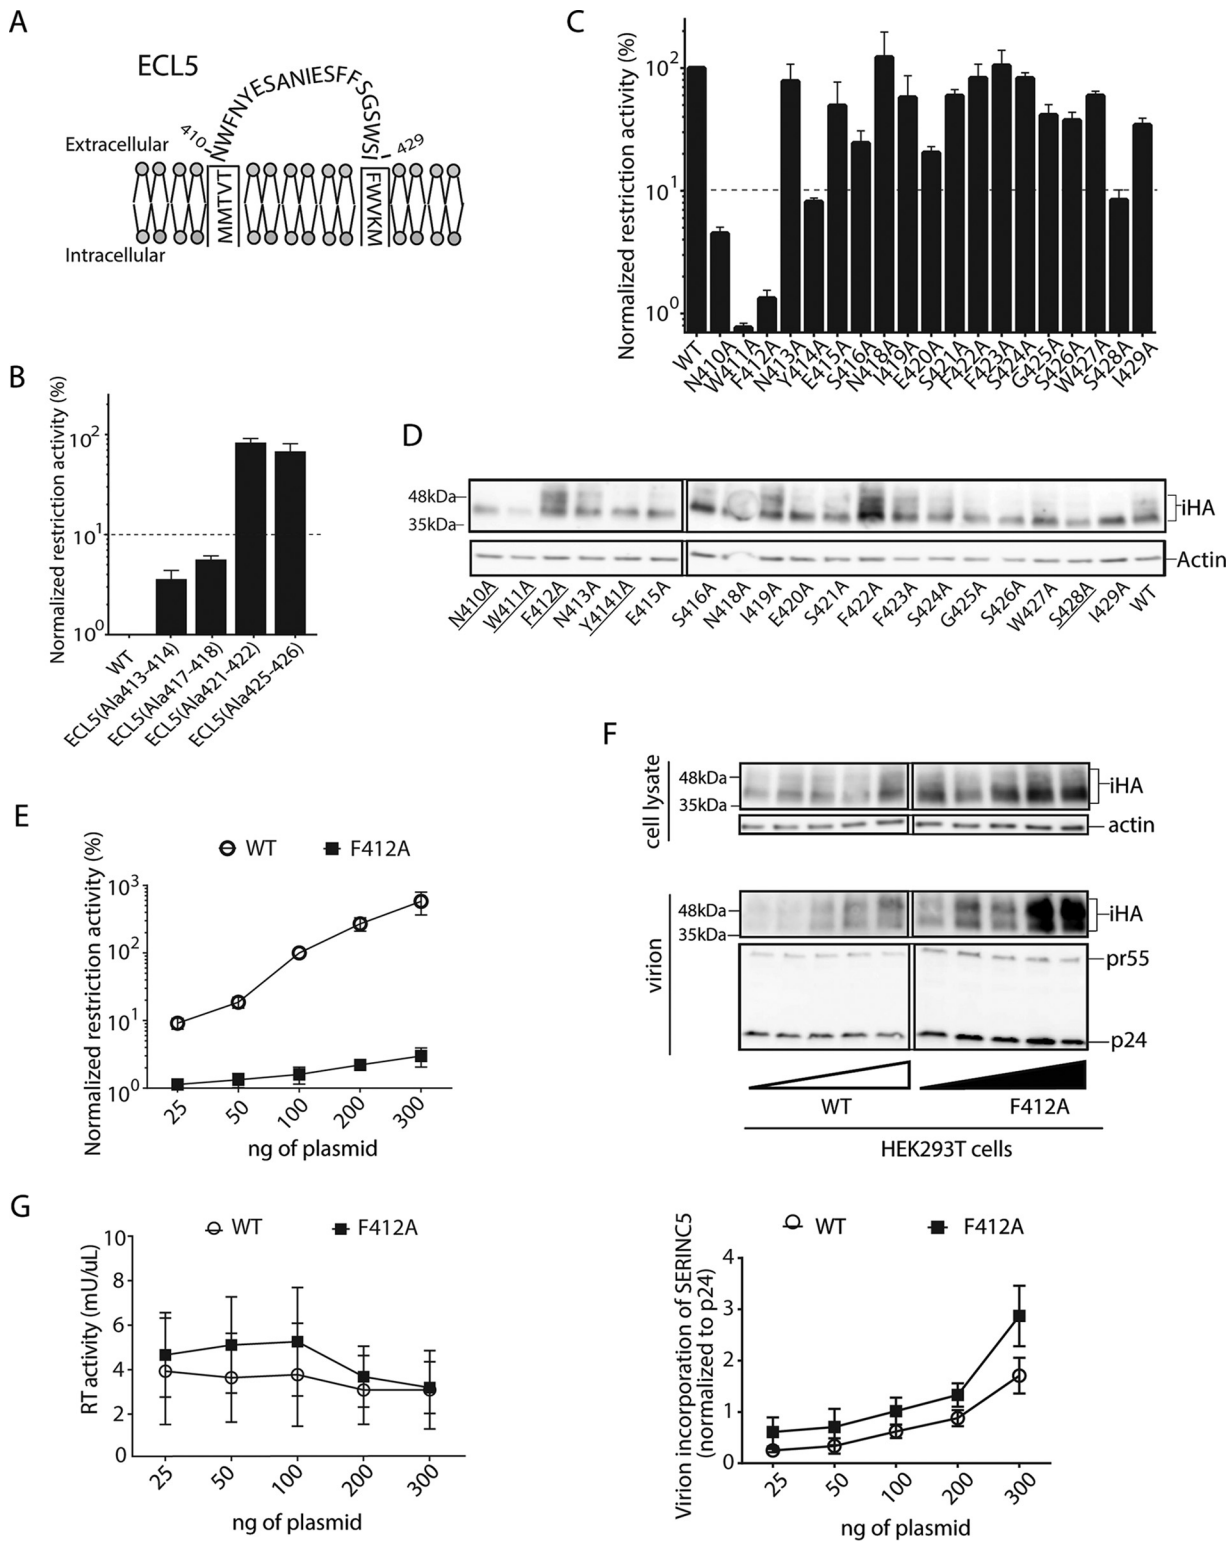 A
ECL5
NWFNYESANIESFFSGSWSI
410
429
Extracellular
Intracellular
MMTVT
FWVKM
B
Normalized restriction activity (%)
10²
10¹
10⁰
WT
ECL5(Ala413-414)
ECL5(Ala417-418)
ECL5(Ala421-422)
ECL5(Ala425-426)
C
Normalized restriction activity (%)
10²
10¹
10⁰
WT
N410A
W411A
F412A
N413A
Y414A
E415A
S416A
N418A
I419A
E420A
S421A
F422A
F423A
S424A
G425A
S426A
W427A
S428A
I429A
D
48kDa
35kDa
iHA
Actin
N410A
W411A
F412A
N413A
Y4141A
E415A
S416A
N418A
I419A
E420A
S421A
F422A
F423A
S424A
G425A
S426A
W427A
S428A
I429A
WT
E
WT F412A
Normalized restriction activity (%)
10³
10²
10¹
10⁰
25 50 100 200 300
ng of plasmid
F
cell lysate
48kDa
35kDa
iHA
actin
virion
48kDa
35kDa
iHA
pr55
p24
WT F412A
HEK293T cells
G
WT F412A
RT activity (mU/uL)
10
8
6
4
2
0
25 50 100 200 300
ng of plasmid
WT F412A
Virion incorporation of SERINC5
(normalized to p24)
4
3
2
1
0
25 50 100 200 300
ng of plasmid